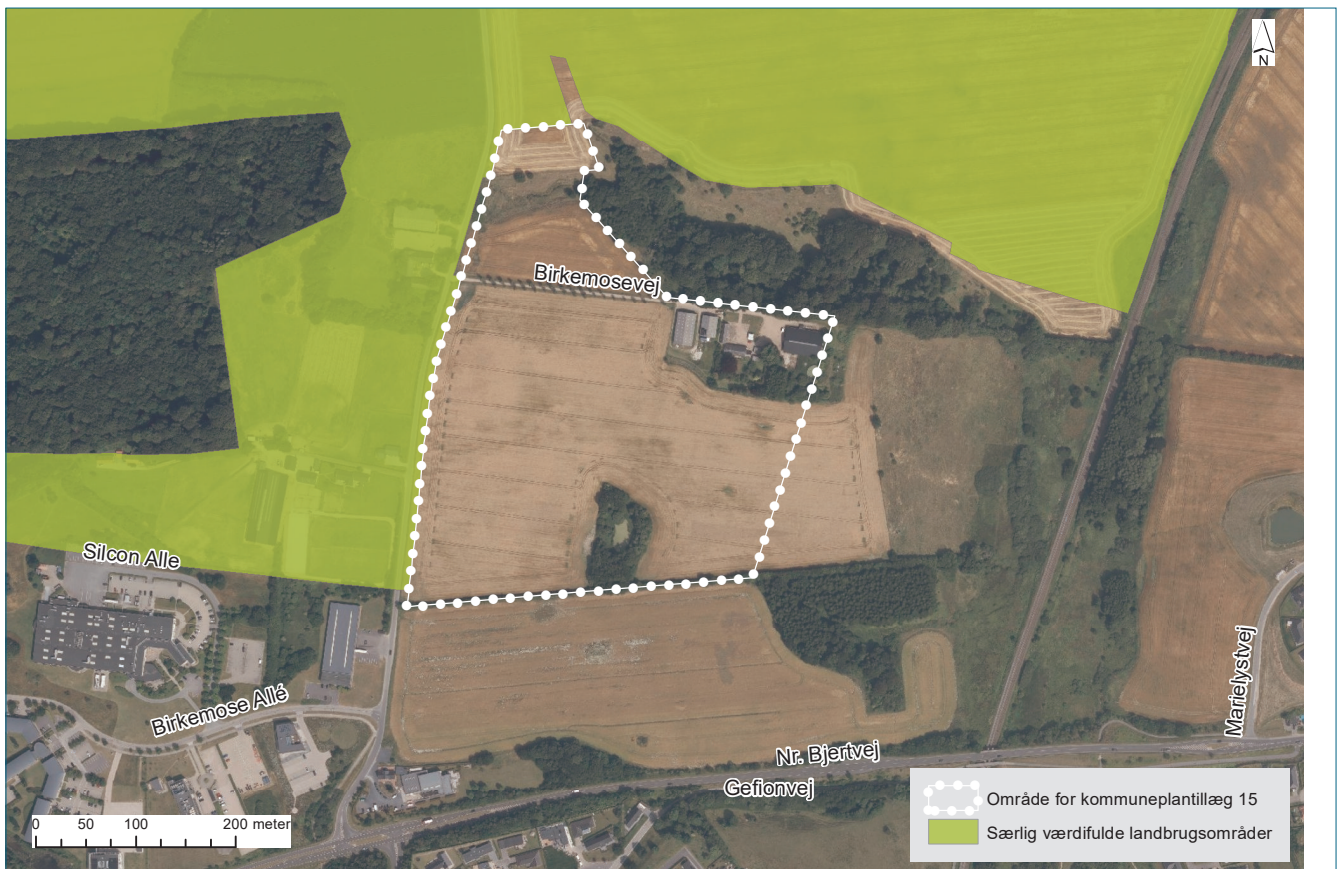 N
Birkemosevej
Silcon Alle
Birkemose Allé
Marielystvej
Nr. Bjertvej
Gefionvej
0 50 100 200 meter
Område for kommuneplantillæg 15
Særlig værdifulde landbrugsområder